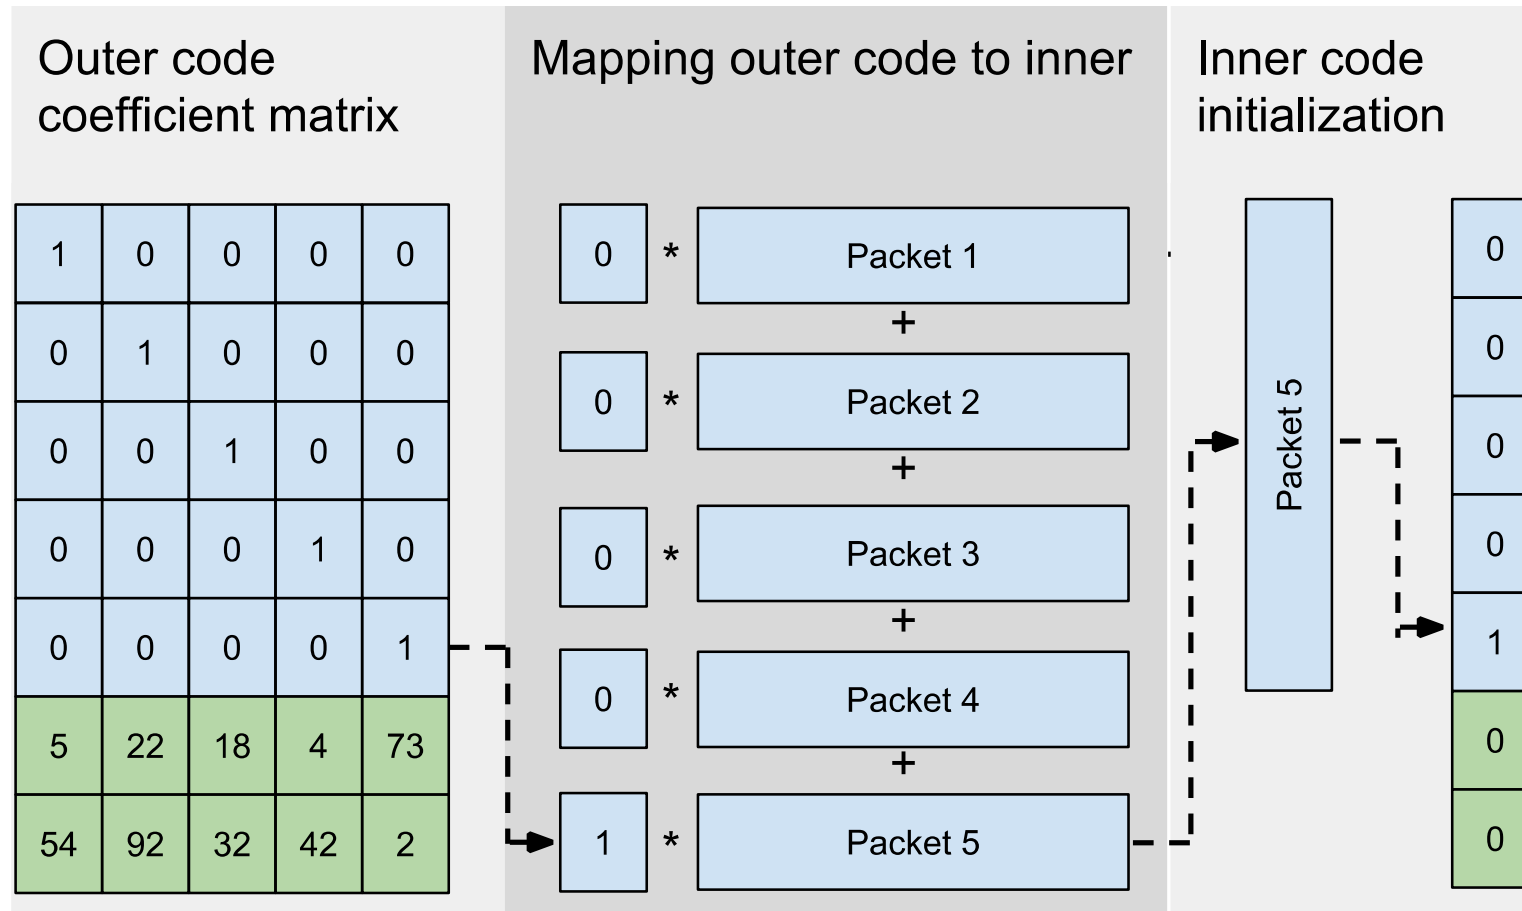 Outer code
coefficient matrix
1 0 0 0 0
0 1 0 0 0
0 0 1 0 0
0 0 0 1 0
0 0 0 0 1
5 22 18 4 73
54 92 32 42 2
Mapping outer code to inner
0 * Packet 1
+
0 * Packet 2
+
0 * Packet 3
+
0 * Packet 4
+
1 * Packet 5
Inner code
initialization
Packet 5
0
0
0
0
1
0
0